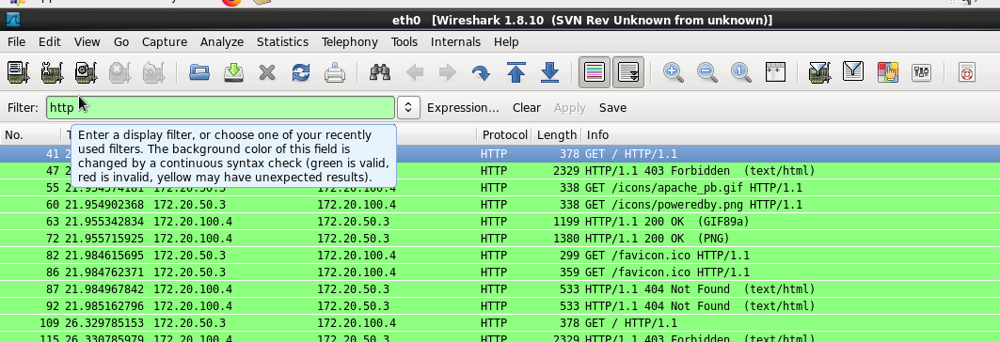 eth0 [Wireshark 1.8.10 (SVN Rev Unknown from unknown)]
File Edit View Go Capture Analyze Statistics Telephony Tools Internals Help
Filter: http Expression... Clear Apply Save
Enter a display filter, or choose one of your recently
used filters. The background color of this field is
changed by a continuous syntax check (green is valid,
red is invalid, yellow may have unexpected results).
No. Protocol Length Info
41 HTTP 378 GET / HTTP/1.1
47 HTTP 2329 HTTP/1.1 403 Forbidden (text/html)
55 21.954574181 172.20.50.3 172.20.100.4 HTTP 338 GET /icons/apache_pb.gif HTTP/1.1
60 21.954902368 172.20.50.3 172.20.100.4 HTTP 338 GET /icons/poweredby.png HTTP/1.1
63 21.955342834 172.20.100.4 172.20.50.3 HTTP 1199 HTTP/1.1 200 OK (GIF89a)
72 21.955715925 172.20.100.4 172.20.50.3 HTTP 1380 HTTP/1.1 200 OK (PNG)
82 21.984615695 172.20.50.3 172.20.100.4 HTTP 299 GET /favicon.ico HTTP/1.1
86 21.984762371 172.20.50.3 172.20.100.4 HTTP 359 GET /favicon.ico HTTP/1.1
87 21.984967842 172.20.100.4 172.20.50.3 HTTP 533 HTTP/1.1 404 Not Found (text/html)
92 21.985162796 172.20.100.4 172.20.50.3 HTTP 533 HTTP/1.1 404 Not Found (text/html)
109 26.329785153 172.20.50.3 172.20.100.4 HTTP 378 GET / HTTP/1.1
115 26.330785979 172.20.100.4 172.20.50.3 HTTP 2329 HTTP/1.1 403 Forbidden (text/html)